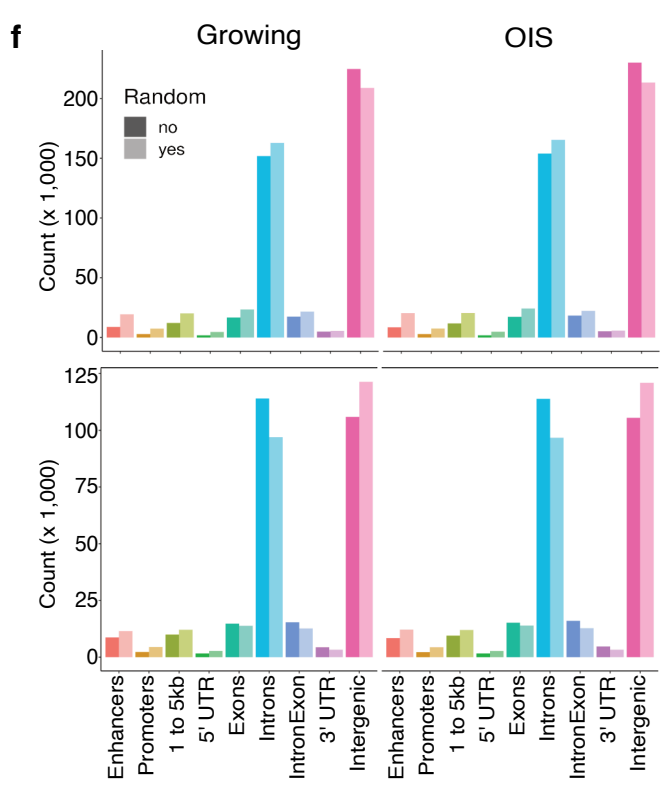 f
Growing
OIS
Random
no
yes
Count (x 1,000)
200
150
100
50
0
Count (x 1,000)
125
100
75
50
25
0
Enhancers
Promoters
1 to 5kb
5' UTR
Exons
Introns
IntronExon
3' UTR
Intergenic
Enhancers
Promoters
1 to 5kb
5' UTR
Exons
Introns
IntronExon
3' UTR
Intergenic